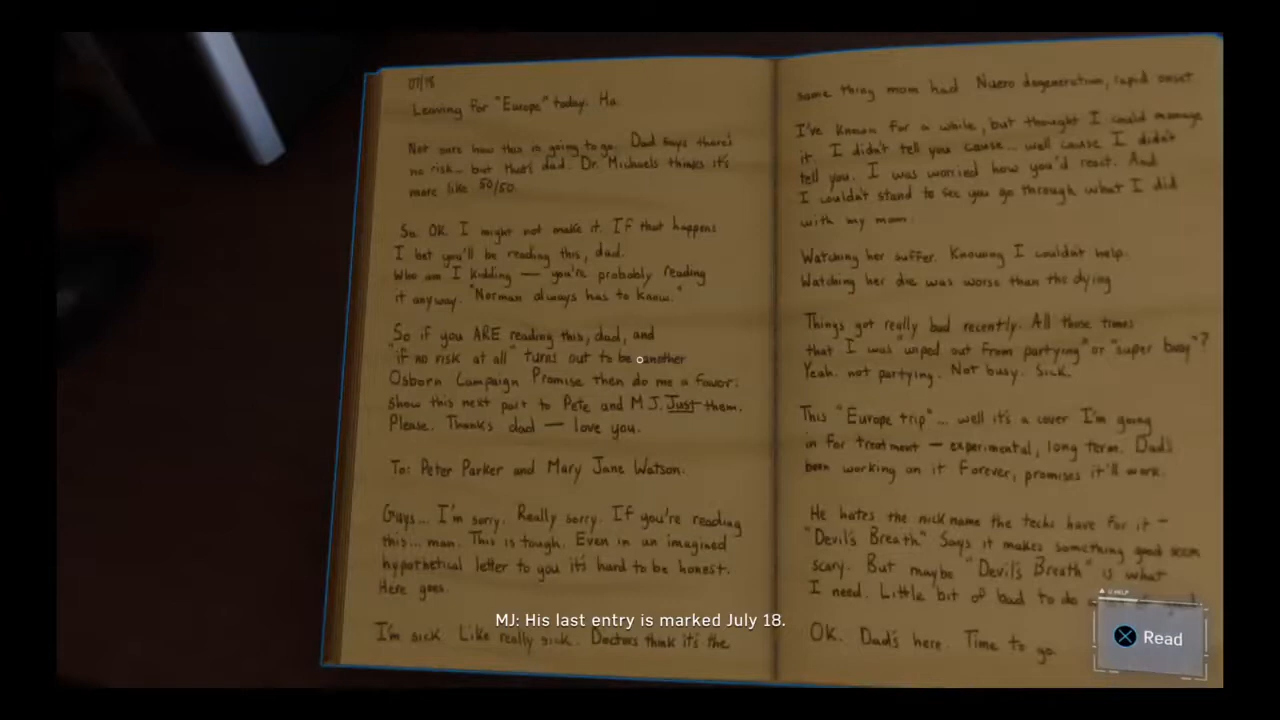 07/18
Leaving for "Europe" today. Ha.
Not sure how this is going to go. Dad says there's
no risk... but that's dad. Dr. Michaels thinks it's
more like 50/50.
So. OK. I might not make it. If that happens
I bet you'll be reading this, dad.
Who am I kidding — you're probably reading
it anyway. "Norman always has to know."
So if you ARE reading this, dad, and
"if no risk at all" turns out to be another
Osborn Campaign Promise then do me a favor.
Show this next part to Pete and MJ. Just them.
Please. Thanks dad — love you.
To: Peter Parker and Mary Jane Watson.
Guys... I'm sorry. Really sorry. If you're reading
this... man. This is tough. Even in an imagined
hypothetical letter to you it's hard to be honest.
Here goes.
I'm sick. Like really sick. Doctors think it's the
same thing mom had Nuero degeneration, rapid onset
I've known for a while, but thought I could manage
it. I didn't tell you cause... well cause I didn't
tell you. I was worried how you'd react. And
I couldn't stand to see you go through what I did
with my mom.
Watching her suffer. Knowing I couldn't help.
Watching her die was worse than the dying
Things got really bad recently. All those times
that I was "wiped out from partying" or "super busy"?
Yeah. not partying. Not busy. Sick.
This "Europe trip"... well it's a cover I'm going
in for treatment — experimental, long term. Dad's
been working on it forever, promises it'll work.
He hates the nickname the techs have for it —
"Devil's Breath" Says it makes something good seem
scary. But maybe "Devil's Breath" is what
I need. Little bit of bad to do
OK. Dad's here. Time to go.
MJ: His last entry is marked July 18.
HELP
Read